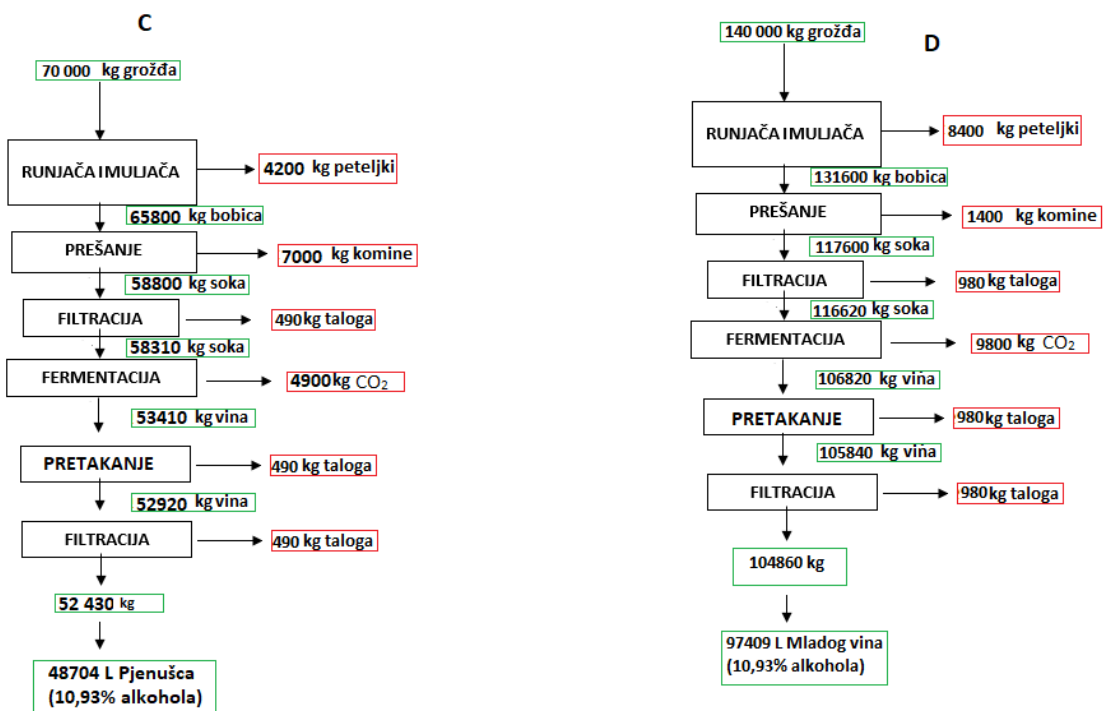 C
70 000 kg grožđa
RUNJAČA I MULJAČA
4200 kg peteljki
65800 kg bobica
PREŠANJE
7000 kg komine
58800 kg soka
FILTRACIJA
490 kg taloga
58310 kg soka
FERMENTACIJA
4900 kg CO₂
53410 kg vina
PRETAKANJE
490 kg taloga
52920 kg vina
FILTRACIJA
490 kg taloga
52 430 kg
48704 L Pjenušca
(10,93% alkohola)
D
140 000 kg grožđa
RUNJAČA I MULJAČA
8400 kg peteljki
131600 kg bobica
PREŠANJE
1400 kg komine
117600 kg soka
FILTRACIJA
980 kg taloga
116620 kg soka
FERMENTACIJA
9800 kg CO₂
106820 kg vina
PRETAKANJE
980 kg taloga
105840 kg vina
FILTRACIJA
980 kg taloga
104860 kg
97409 L Mladog vina
(10,93% alkohola)